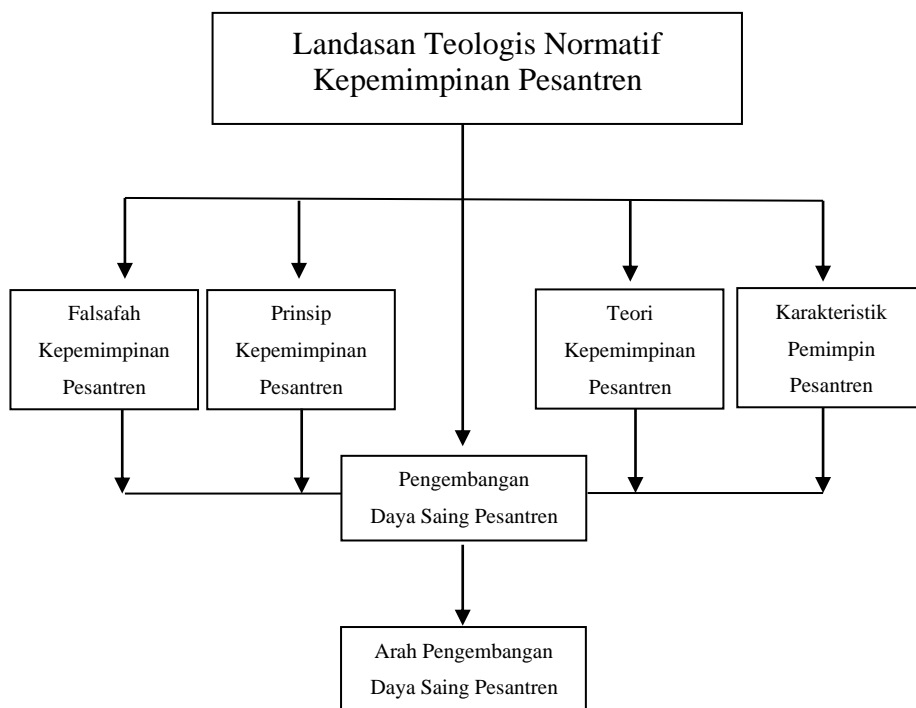 Landasan Teologis Normatif
Kepemimpinan Pesantren
Falsafah
Kepemimpinan
Pesantren
Prinsip
Kepemimpinan
Pesantren
Teori
Kepemimpinan
Pesantren
Karakteristik
Pemimpin
Pesantren
Pengembangan
Daya Saing Pesantren
Arah Pengembangan
Daya Saing Pesantren